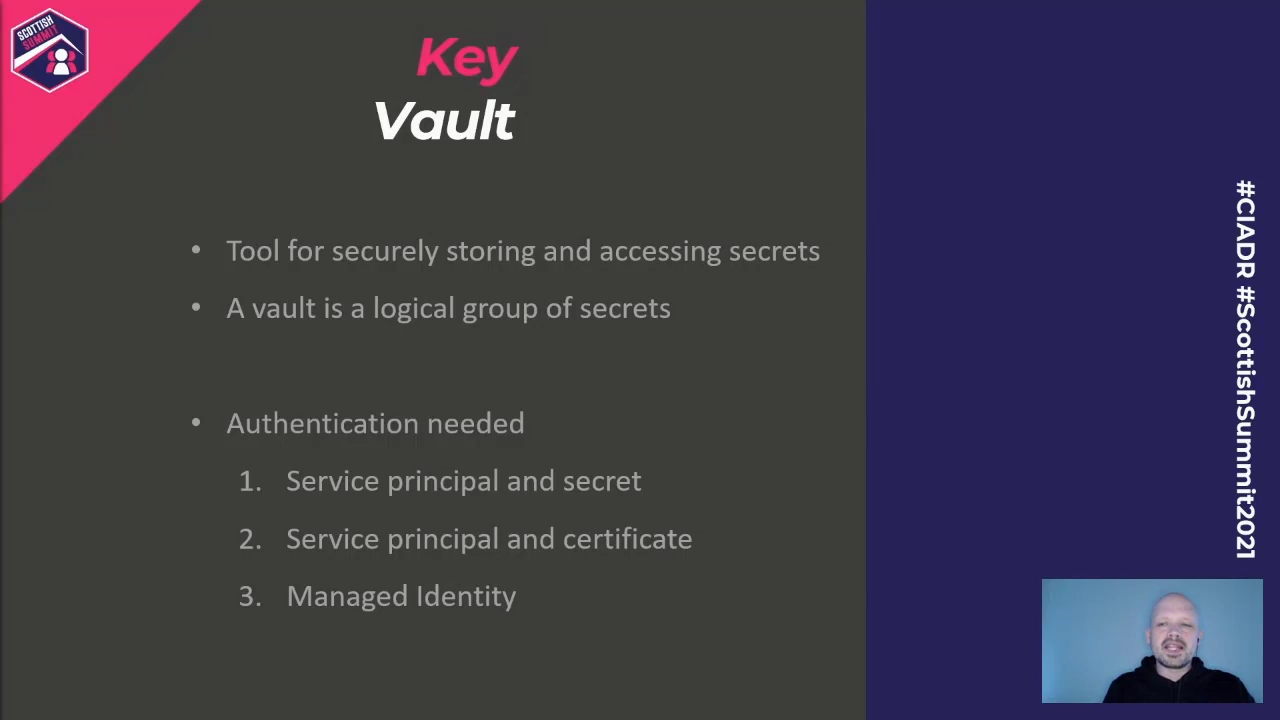 SCOTTISH
SUMMIT
Key
Vault
• Tool for securely storing and accessing secrets
• A vault is a logical group of secrets
• Authentication needed
1. Service principal and secret
2. Service principal and certificate
3. Managed Identity
#CIADR #ScottishSummit2021